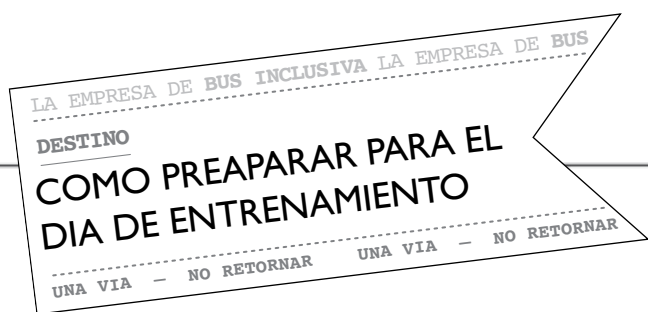 LA EMPRESA DE BUS INCLUSIVA LA EMPRESA DE BUS
DESTINO
COMO PREAPARAR PARA EL
DIA DE ENTRENAMIENTO
UNA VIA — NO RETORNAR UNA VIA — NO RETORNAR